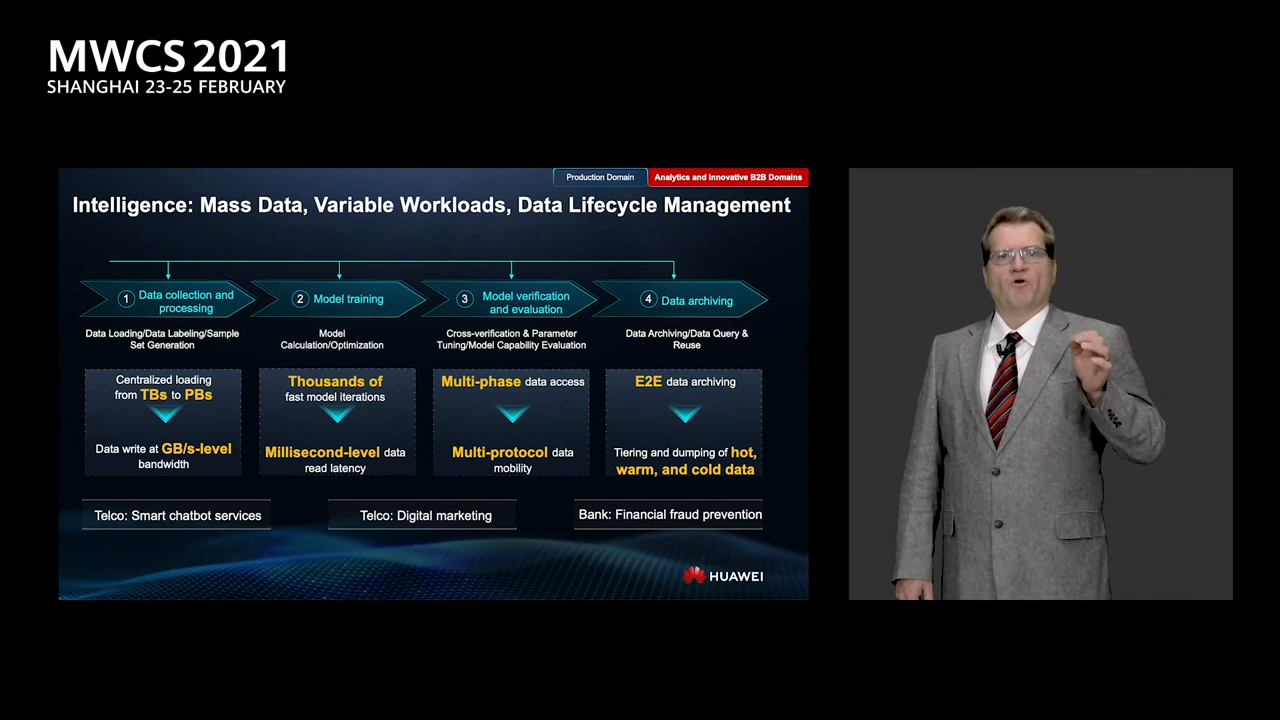 MWCS 2021
SHANGHAI 23-25 FEBRUARY
Production Domain
Analytics and Innovative B2B Domains
Intelligence: Mass Data, Variable Workloads, Data Lifecycle Management
1 Data collection and
processing
2 Model training
3 Model verification
and evaluation
4 Data archiving
Data Loading/Data Labeling/Sample
Set Generation
Model
Calculation/Optimization
Cross-verification & Parameter
Tuning/Model Capability Evaluation
Data Archiving/Data Query &
Reuse
Centralized loading
from TBs to PBs
Data write at GB/s-level
bandwidth
Thousands of
fast model iterations
Millisecond-level data
read latency
Multi-phase data access
Multi-protocol data
mobility
E2E data archiving
Tiering and dumping of hot,
warm, and cold data
Telco: Smart chatbot services
Telco: Digital marketing
Bank: Financial fraud prevention
HUAWEI